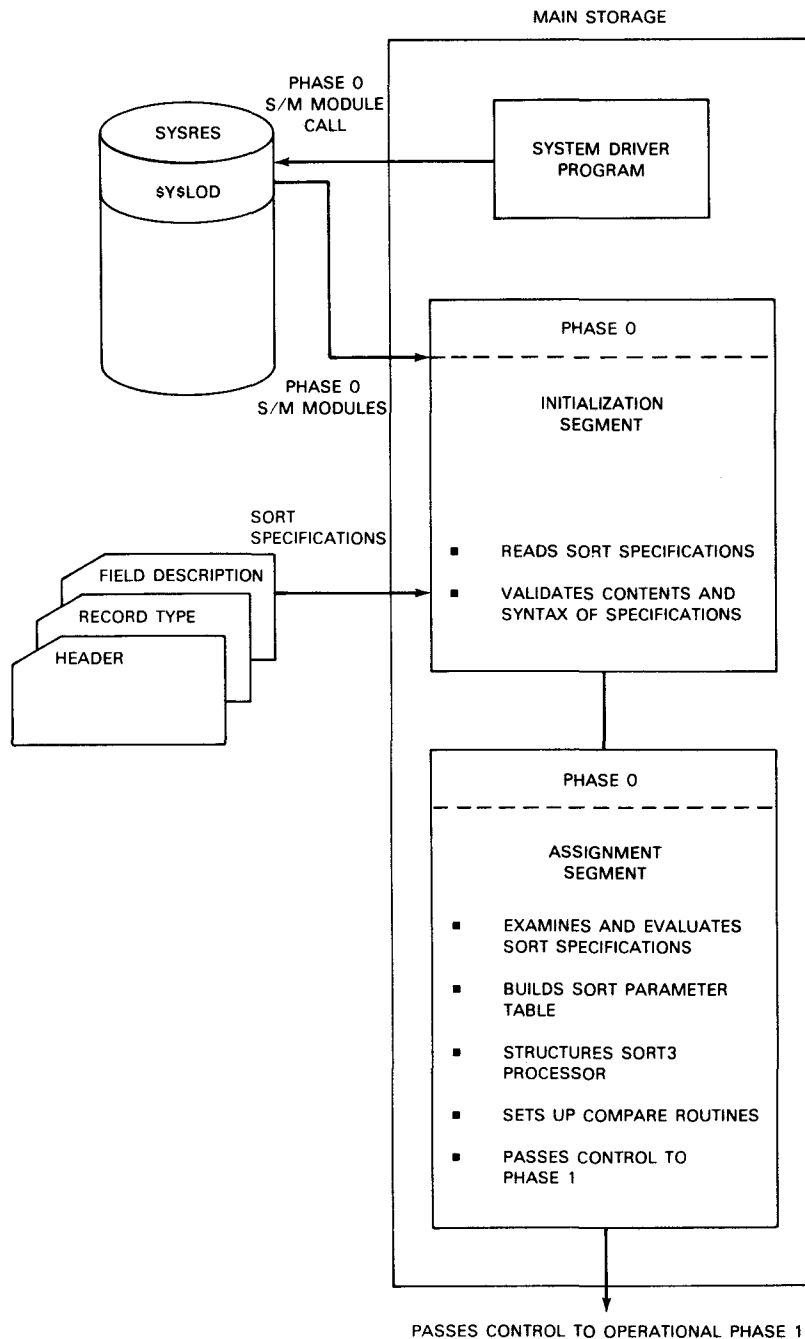 MAIN STORAGE
PHASE 0
S/M MODULE
CALL
SYSRES
$Y$LOD
SYSTEM DRIVER
PROGRAM
PHASE 0
S/M MODULES
PHASE 0
INITIALIZATION
SEGMENT
■ READS SORT SPECIFICATIONS
■ VALIDATES CONTENTS AND
SYNTAX OF SPECIFICATIONS
SORT
SPECIFICATIONS
FIELD DESCRIPTION
RECORD TYPE
HEADER
PHASE 0
ASSIGNMENT
SEGMENT
■ EXAMINES AND EVALUATES
SORT SPECIFICATIONS
■ BUILDS SORT PARAMETER
TABLE
■ STRUCTURES SORT3
PROCESSOR
■ SETS UP COMPARE ROUTINES
■ PASSES CONTROL TO
PHASE 1
PASSES CONTROL TO OPERATIONAL PHASE 1